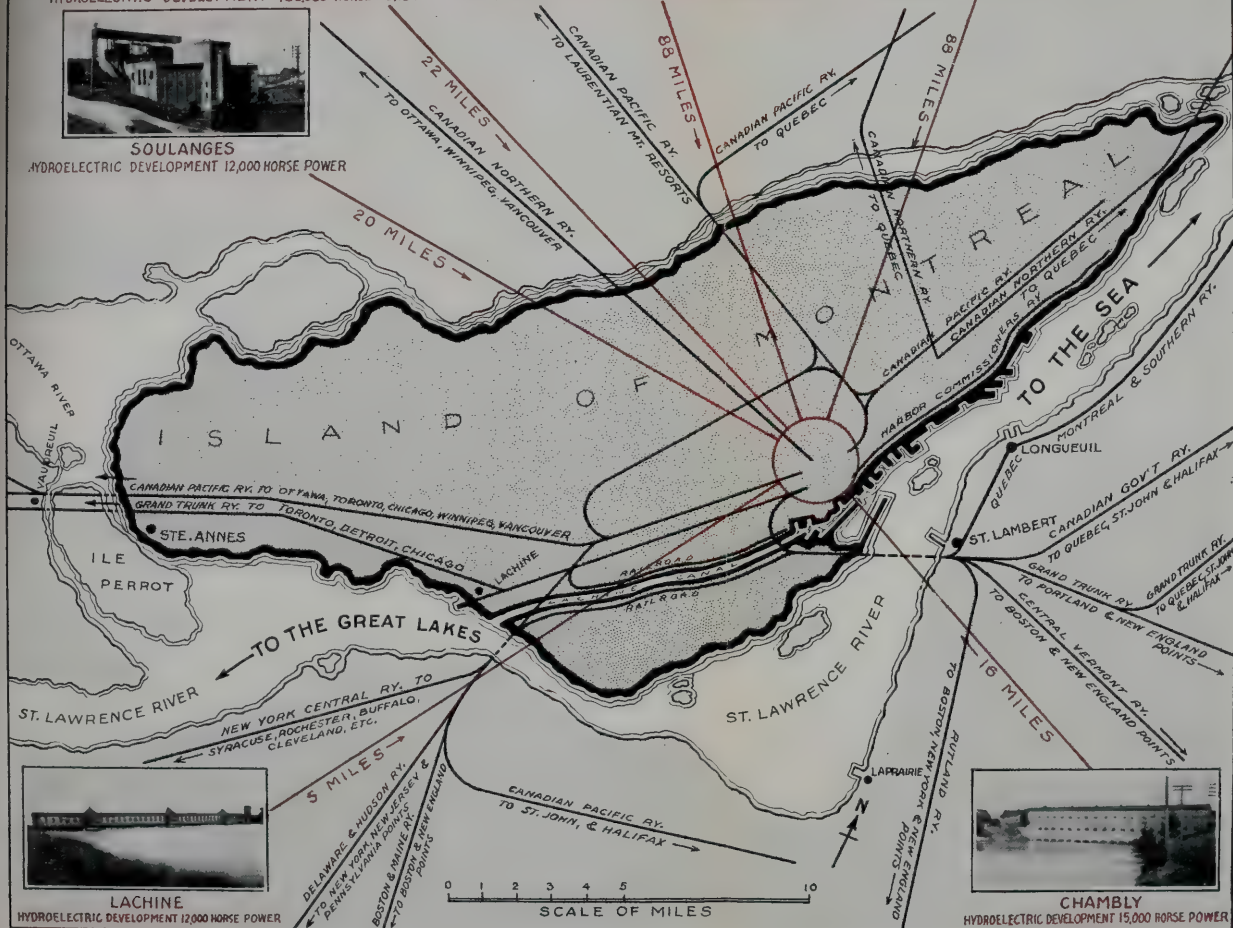 SOULANGES
HYDROELECTRIC DEVELOPMENT 12,000 HORSE POWER
20 MILES
22 MILES
CANADIAN NORTHERN RY.
TO OTTAWA, WINNIPEG, VANCOUVER
CANADIAN PACIFIC RY.
TO LAURENTIAN MT. RESORTS
88 MILES
CANADIAN PACIFIC RY.
TO QUEBEC
88 MILES
CANADIAN NORTHERN RY.
TO QUEBEC
ISLAND OF MONTREAL
CANADIAN PACIFIC RY.
CANADIAN NORTHERN RY.
TO QUEBEC
HARBOR COMMISSIONERS RY.
TO THE SEA
MONTREAL & SOUTHERN RY.
QUEBEC
LONGUEUIL
OTTAWA RIVER
VAUDREUIL
CANADIAN PACIFIC RY. TO OTTAWA, TORONTO, CHICAGO, WINNIPEG, VANCOUVER
GRAND TRUNK RY. TO TORONTO, DETROIT, CHICAGO
STE. ANNES
ILE PERROT
LACHINE
RAILROAD
LACHINE CANAL
RAILROAD
ST. LAMBERT
CANADIAN GOV'T RY.
TO QUEBEC, ST. JOHN & HALIFAX
GRAND TRUNK RY.
TO QUEBEC, ST. JOHN
& HALIFAX
GRAND TRUNK RY.
TO PORTLAND & NEW ENGLAND
POINTS
CENTRAL VERMONT RY.
TO BOSTON & NEW ENGLAND POINTS
TO THE GREAT LAKES
ST. LAWRENCE RIVER
ST. LAWRENCE RIVER
16 MILES
NEW YORK CENTRAL RY. TO
SYRACUSE, ROCHESTER, BUFFALO,
CLEVELAND, ETC.
5 MILES
DELAWARE & HUDSON RY.
TO NEW YORK, NEW JERSEY &
PENNSYLVANIA POINTS
BOSTON & MAINE RY.
TO BOSTON & NEW ENGLAND
POINTS
CANADIAN PACIFIC RY.
TO ST. JOHN, & HALIFAX
RUTLAND RY.
TO BOSTON, NEW YORK & NEW ENGLAND
POINTS
LAPRAIRIE
N
0 1 2 3 4 5 10
SCALE OF MILES
LACHINE
HYDROELECTRIC DEVELOPMENT 12,000 HORSE POWER
CHAMBLY
HYDROELECTRIC DEVELOPMENT 15,000 HORSE POWER